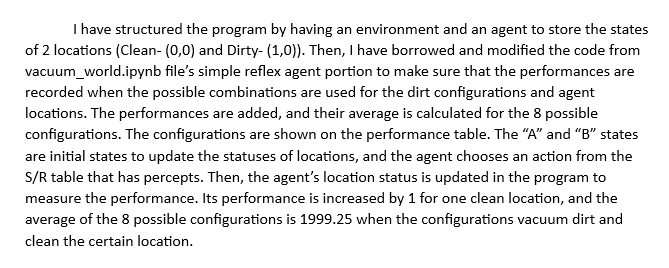 I have structured the program by having an environment and an agent to store the states
of 2 locations (Clean- (0,0) and Dirty- (1,0)). Then, I have borrowed and modified the code from
vacuum_world.ipynb file’s simple reflex agent portion to make sure that the performances are
recorded when the possible combinations are used for the dirt configurations and agent
locations. The performances are added, and their average is calculated for the 8 possible
configurations. The configurations are shown on the performance table. The “A” and “B” states
are initial states to update the statuses of locations, and the agent chooses an action from the
S/R table that has percepts. Then, the agent’s location status is updated in the program to
measure the performance. Its performance is increased by 1 for one clean location, and the
average of the 8 possible configurations is 1999.25 when the configurations vacuum dirt and
clean the certain location.